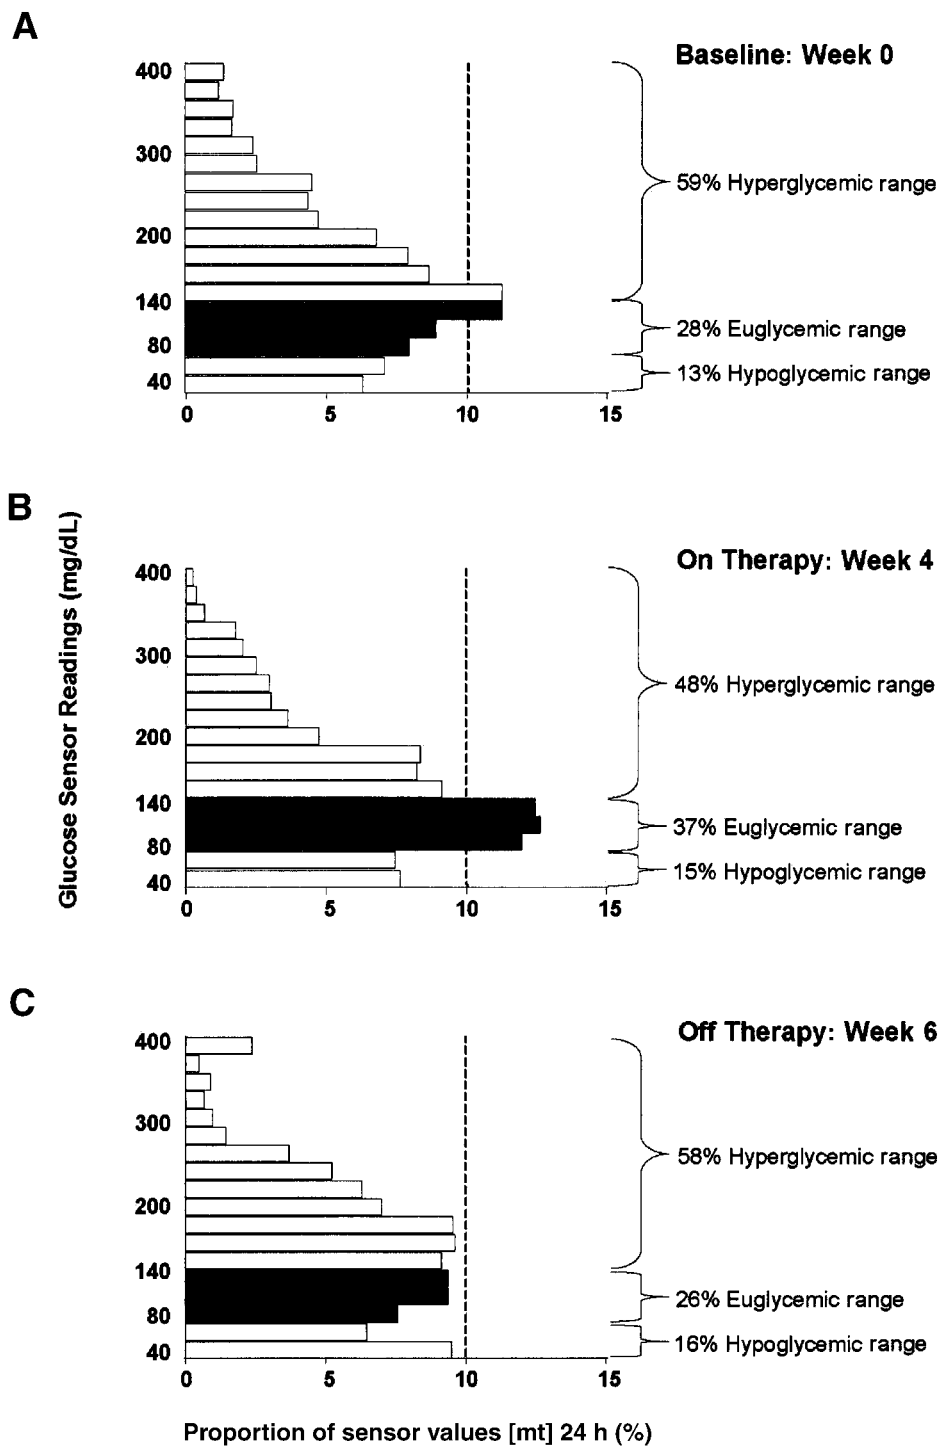 A
Baseline: Week 0
400
300
59% Hyperglycemic range
200
140
28% Euglycemic range
80
13% Hypoglycemic range
40
0 5 10 15
B
Glucose Sensor Readings (mg/dL)
On Therapy: Week 4
400
300
48% Hyperglycemic range
200
140
37% Euglycemic range
80
15% Hypoglycemic range
40
0 5 10 15
C
Off Therapy: Week 6
400
300
58% Hyperglycemic range
200
140
26% Euglycemic range
80
16% Hypoglycemic range
40
0 5 10 15
Proportion of sensor values [mt] 24 h (%)